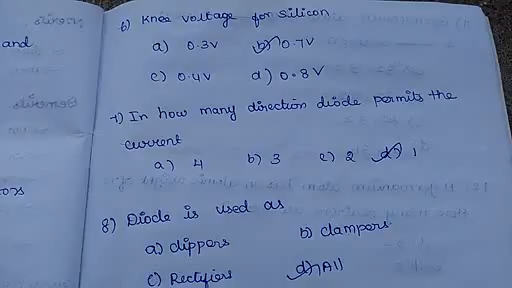 and
ors
6) Knee voltage for Silicon
a) 0.3V b) 0.7V
c) 0.4V d) 0.8V
7) In how many direction diode permits the
current
a) 4 b) 3 c) 2 d) 1
8) Diode is used as
a) clippers b) clampers
c) Rectifiers d) All